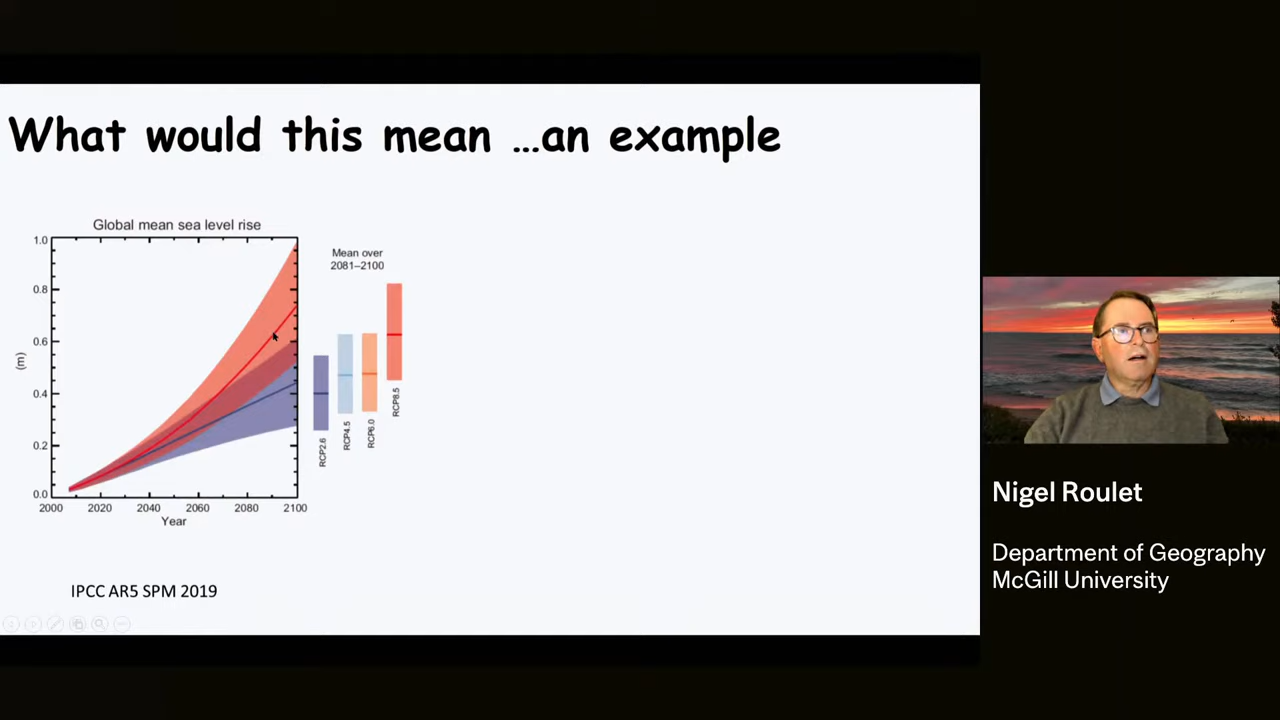 What would this mean ...an example
Global mean sea level rise
1.0
0.8
0.6
0.4
0.2
0.0
(m)
2000 2020 2040 2060 2080 2100
Year
Mean over
2081–2100
RCP2.6
RCP4.5
RCP6.0
RCP8.5
IPCC AR5 SPM 2019
Nigel Roulet
Department of Geography
McGill University